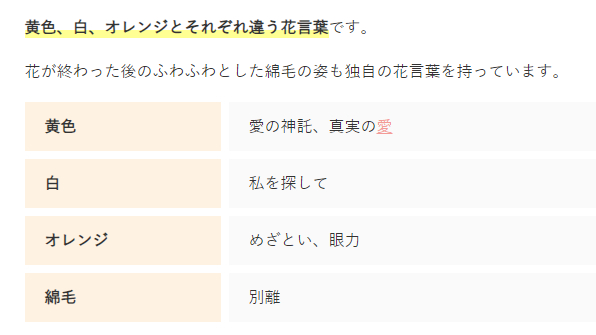 黄色、白、オレンジとそれぞれ違う花言葉です。
花が終わった後のふわふわとした綿毛の姿も独自の花言葉を持っています。
黄色 愛の神託、真実の愛
白 私を探して
オレンジ めざとい、眼力
綿毛 別離